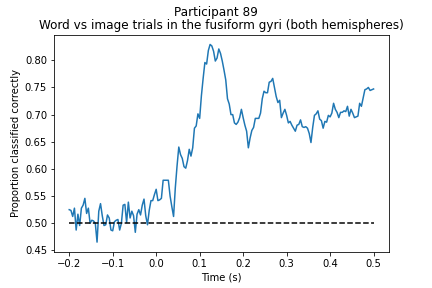 Participant 89
Word vs image trials in the fusiform gyri (both hemispheres)
Proportion classified correctly
0.80
0.75
0.70
0.65
0.60
0.55
0.50
0.45
−0.2 −0.1 0.0 0.1 0.2 0.3 0.4 0.5
Time (s)